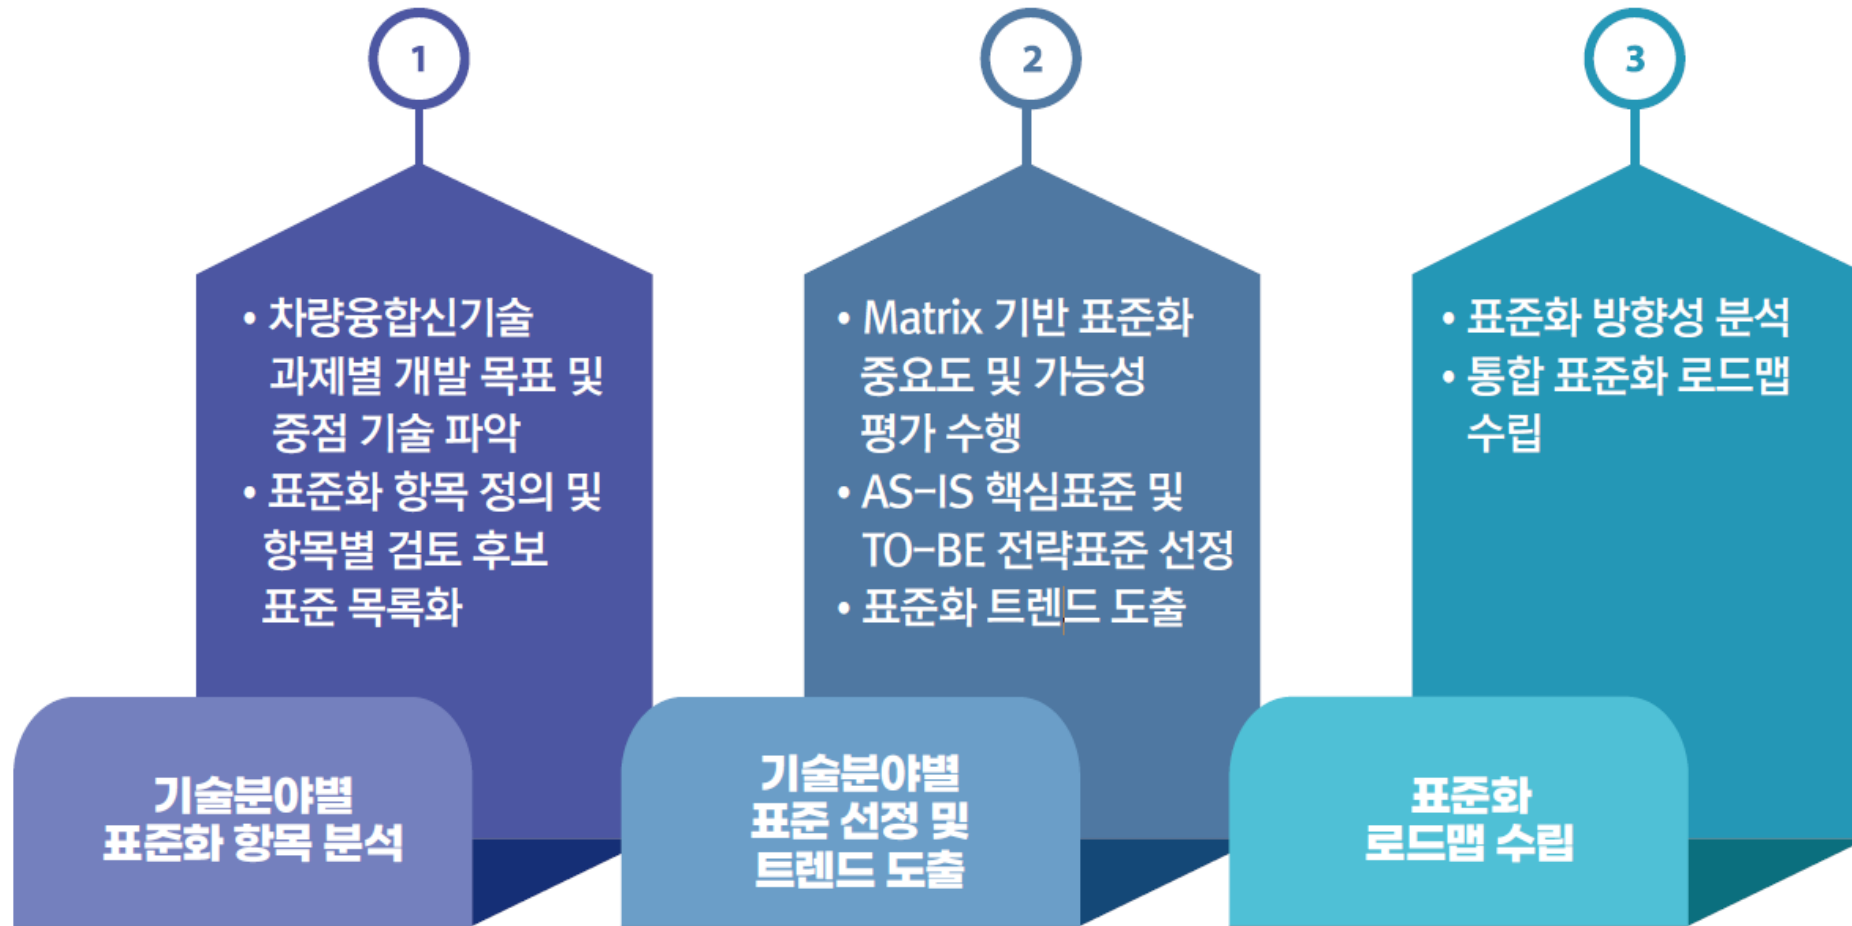 1
• 차량융합신기술
과제별 개발 목표 및
중점 기술 파악
• 표준화 항목 정의 및
항목별 검토 후보
표준 목록화
기술분야별
표준화 항목 분석
2
• Matrix 기반 표준화
중요도 및 가능성
평가 수행
• AS-IS 핵심표준 및
TO-BE 전략표준 선정
• 표준화 트렌드 도출
기술분야별
표준 선정 및
트렌드 도출
3
• 표준화 방향성 분석
• 통합 표준화 로드맵
수립
표준화
로드맵 수립